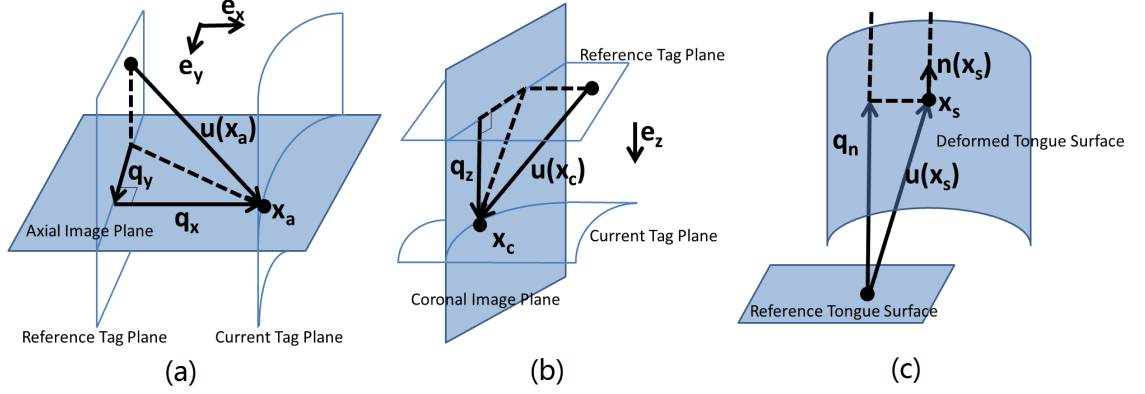 e_x
e_y
u(x_a)
q_y
q_x
x_a
Axial Image Plane
Reference Tag Plane
Current Tag Plane
(a)
Reference Tag Plane
e_z
q_z
u(x_c)
x_c
Current Tag Plane
Coronal Image Plane
(b)
n(x_s)
x_s
q_n
Deformed Tongue Surface
u(x_s)
Reference Tongue Surface
(c)